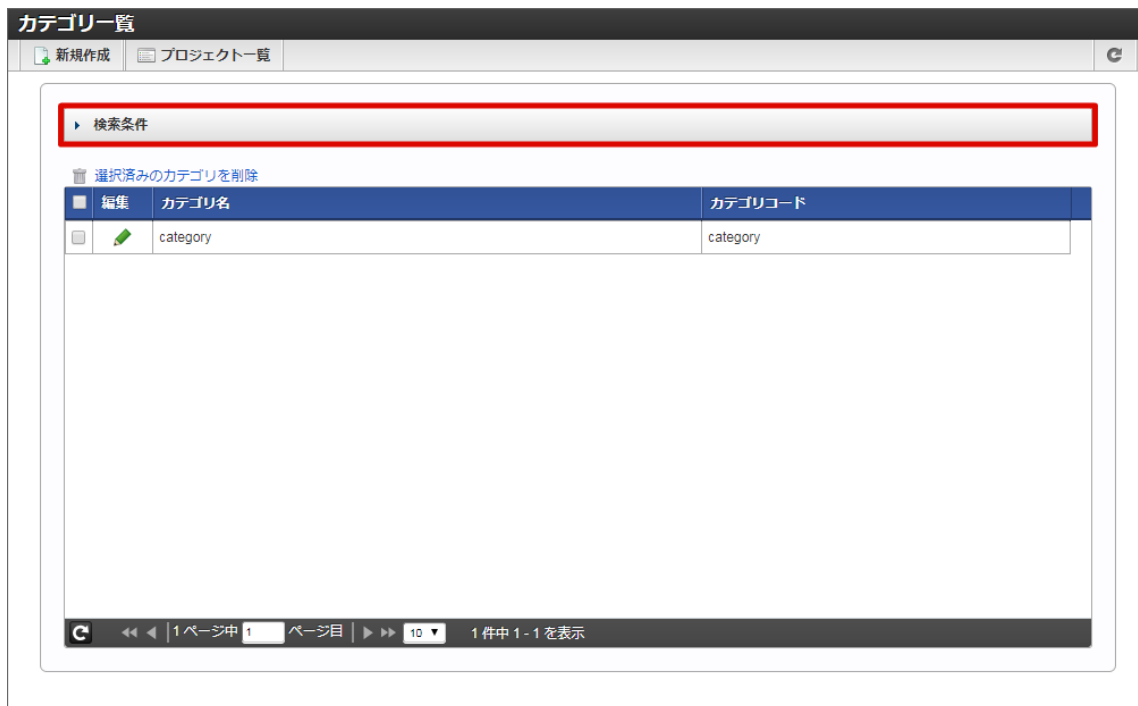 カテゴリ一覧
新規作成 プロジェクト一覧
検索条件
選択済みのカテゴリを削除
編集 カテゴリ名 カテゴリコード
category category
1 ページ中 1 ページ目 10 1 件中 1 - 1 を表示